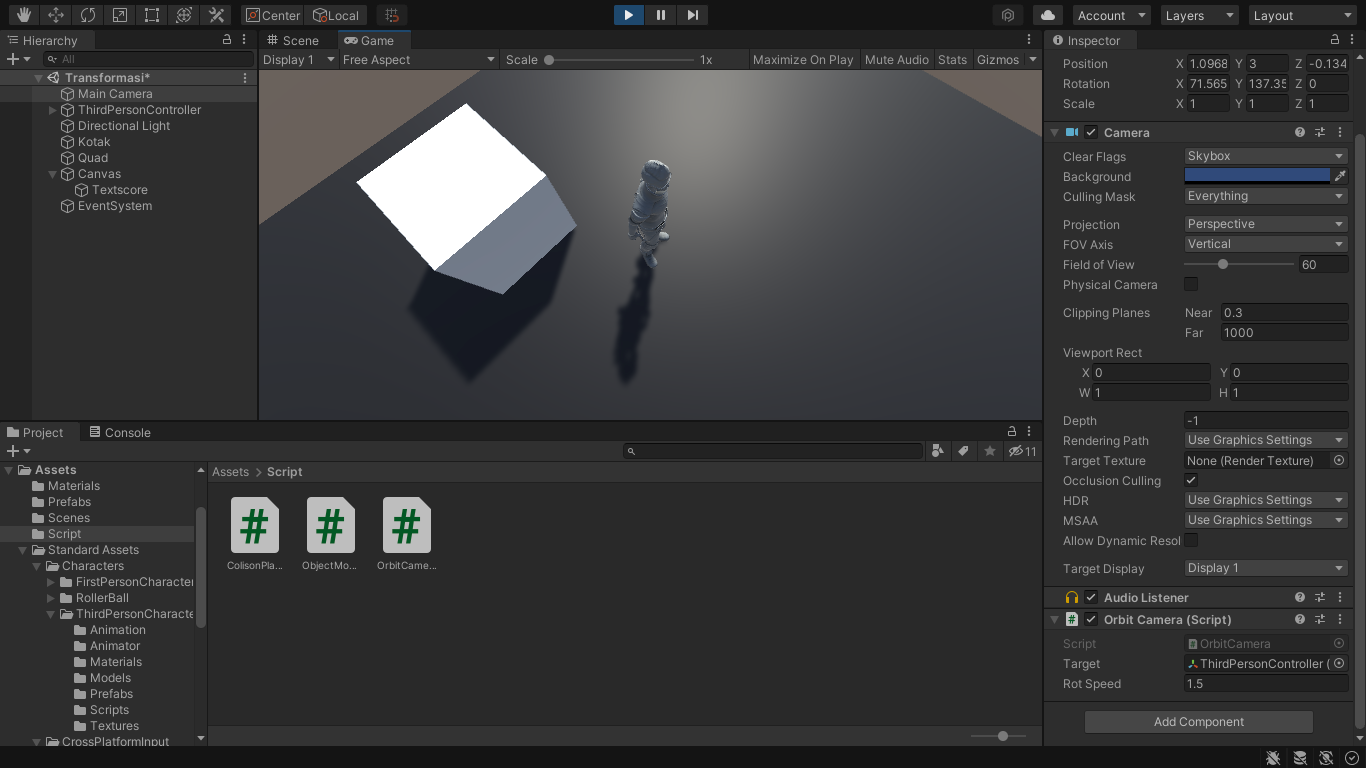 Center
Local
Account
Layers
Layout
Hierarchy
All
Transformasi*
Main Camera
ThirdPersonController
Directional Light
Kotak
Quad
Canvas
Textscore
EventSystem
Scene
Game
Display 1
Free Aspect
Scale
1x
Maximize On Play
Mute Audio
Stats
Gizmos
Project
Console
11
Assets
Materials
Prefabs
Scenes
Script
Standard Assets
Characters
FirstPersonCharacter
RollerBall
ThirdPersonCharacte
Animation
Animator
Materials
Models
Prefabs
Scripts
Textures
CrossPlatformInput
Assets > Script
ColisonPla...
ObjectMo...
OrbitCame...
Inspector
Position X 1.0968 Y 3 Z -0.134
Rotation X 71.565 Y 137.35 Z 0
Scale X 1 Y 1 Z 1
Camera
Clear Flags Skybox
Background
Culling Mask Everything
Projection Perspective
FOV Axis Vertical
Field of View 60
Physical Camera
Clipping Planes Near 0.3
Far 1000
Viewport Rect
X 0 Y 0
W 1 H 1
Depth -1
Rendering Path Use Graphics Settings
Target Texture None (Render Texture)
Occlusion Culling
HDR Use Graphics Settings
MSAA Use Graphics Settings
Allow Dynamic Resol
Target Display Display 1
Audio Listener
Orbit Camera (Script)
Script OrbitCamera
Target ThirdPersonController (
Rot Speed 1.5
Add Component